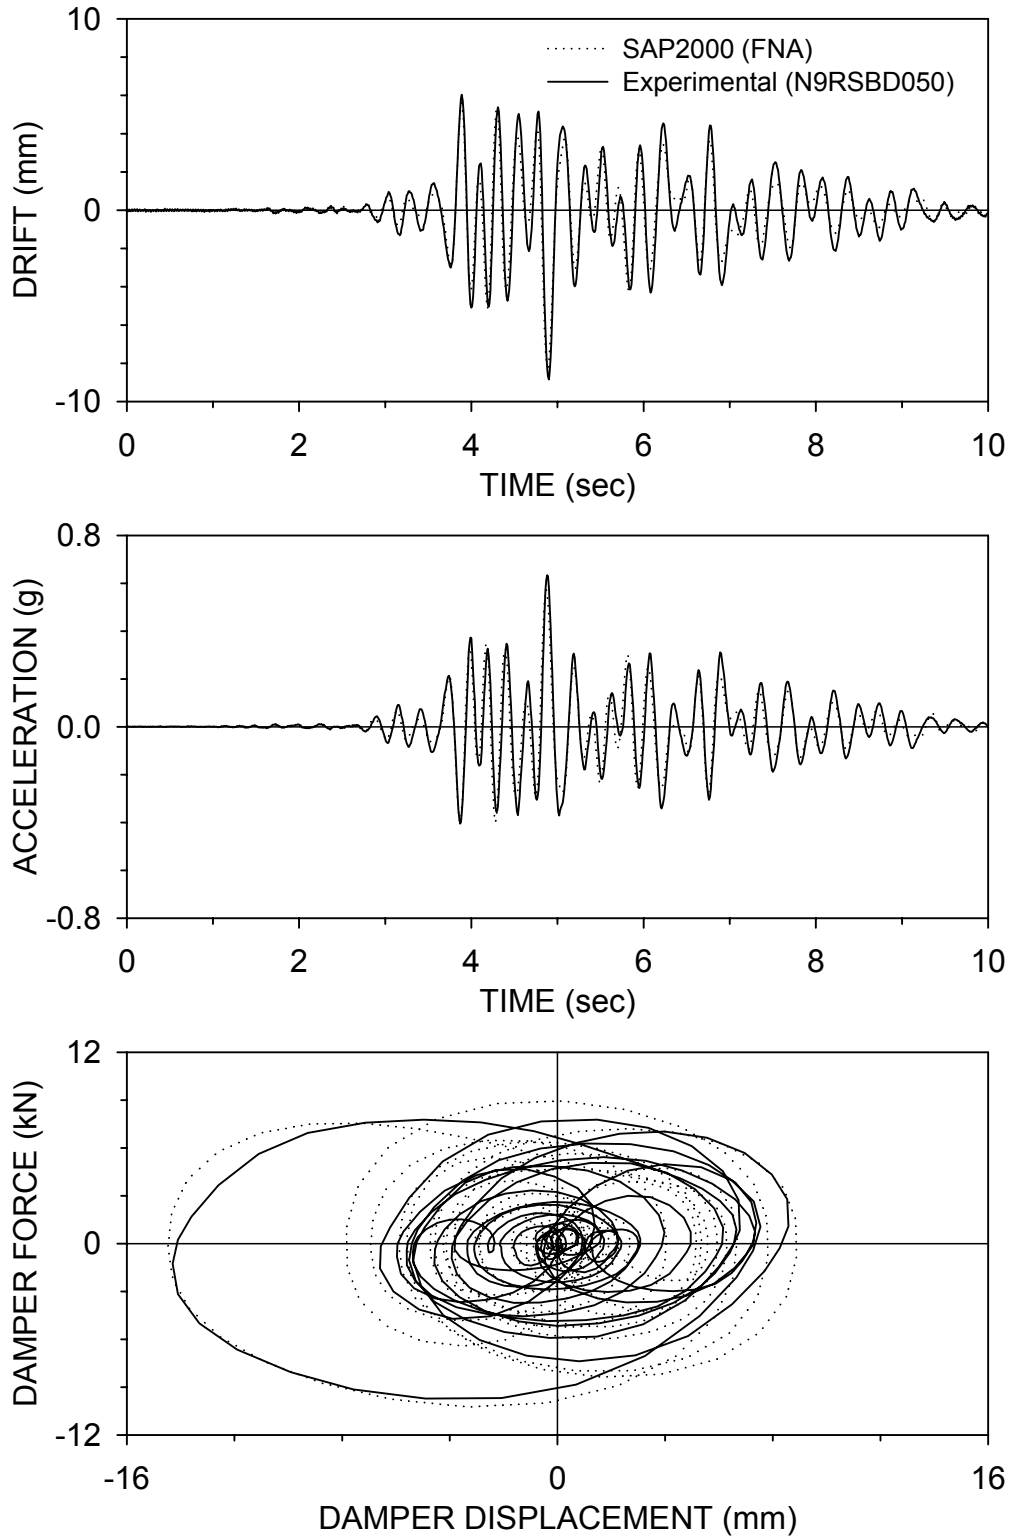 10
SAP2000 (FNA)
Experimental (N9RSBD050)
DRIFT (mm)
0
-10
0 2 4 6 8 10
TIME (sec)
0.8
ACCELERATION (g)
0.0
-0.8
0 2 4 6 8 10
TIME (sec)
12
DAMPER FORCE (kN)
0
-12
-16 0 16
DAMPER DISPLACEMENT (mm)